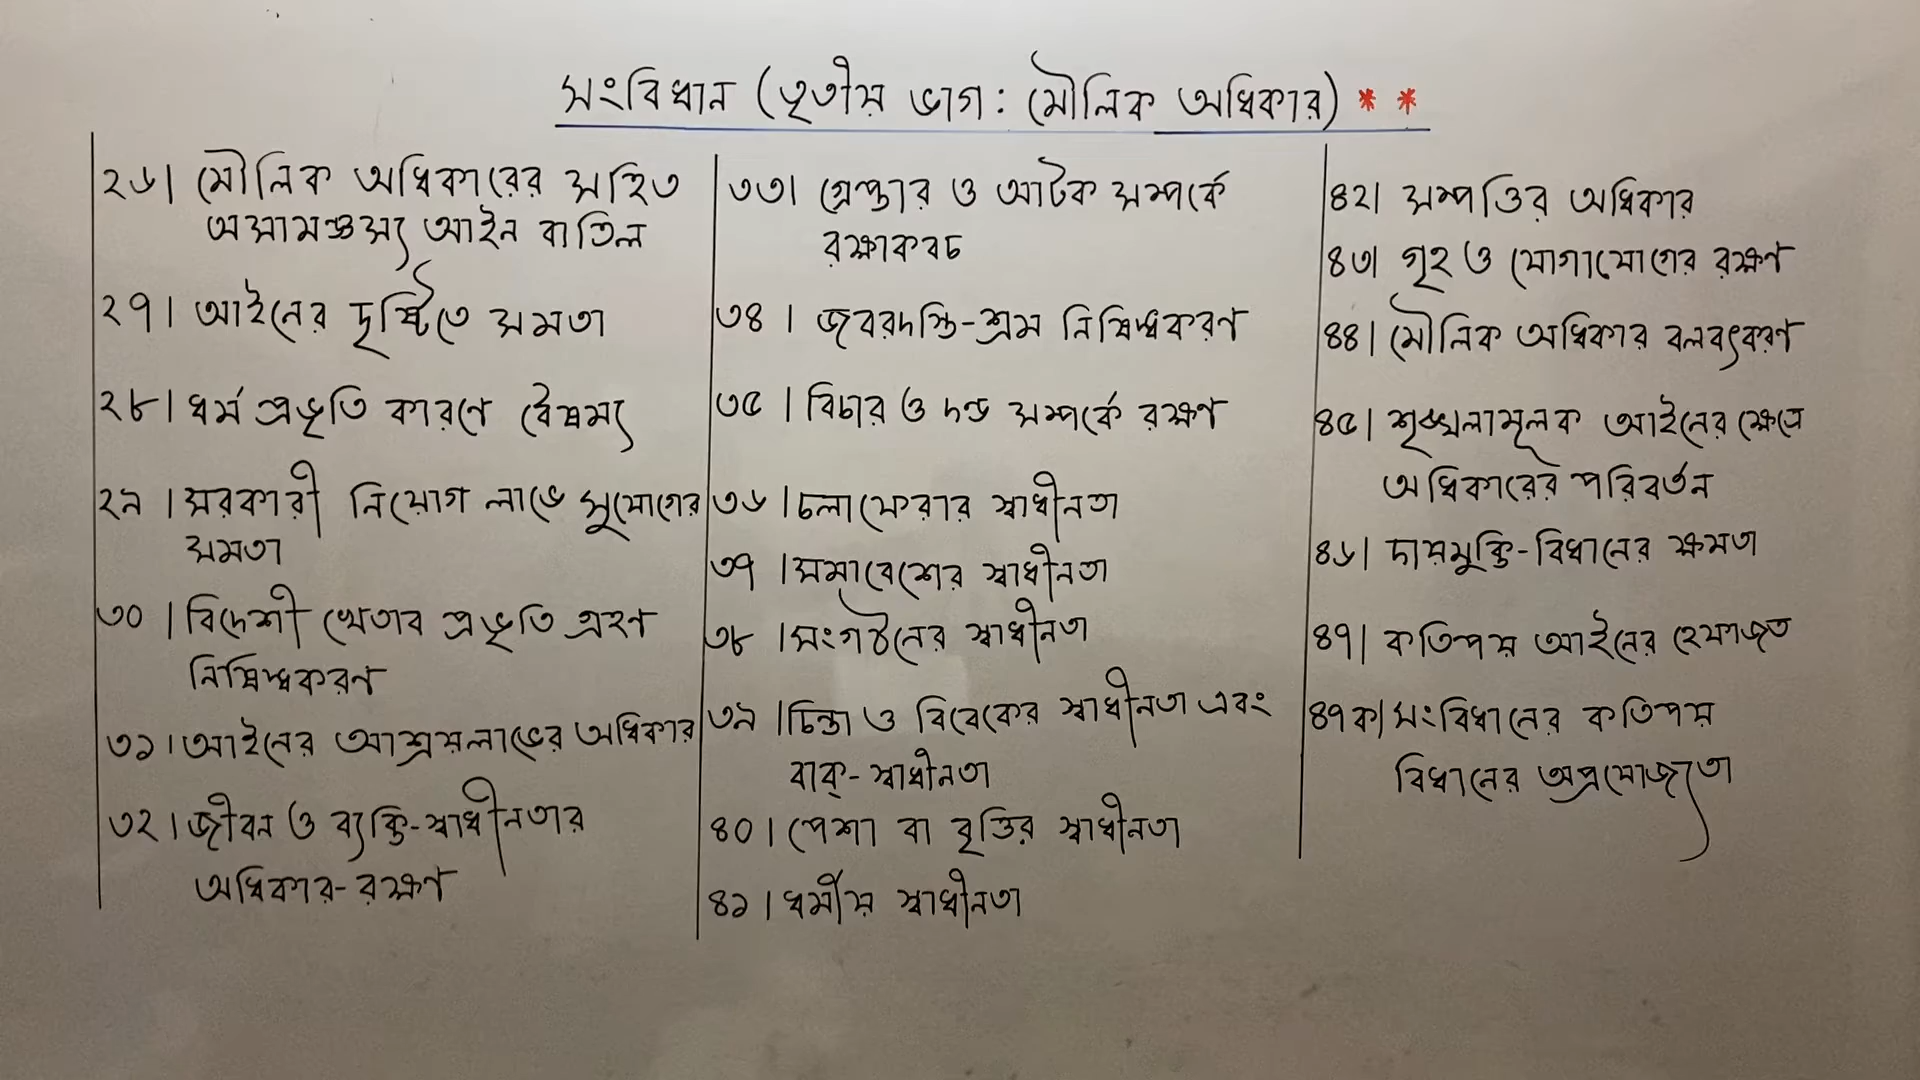 সংবিধান (তৃতীয় ভাগ: মৌলিক অধিকার) * *
২৬। মৌলিক অধিকারের সহিত
অসামঞ্জস্য আইন বাতিল
২৭। আইনের দৃষ্টিতে সমতা
২৮। ধর্ম প্রভৃতি কারণে বৈষম্য
২৯। সরকারী নিয়োগ লাভে সুযোগের
সমতা
৩০। বিদেশী খেতাব প্রভৃতি গ্রহণ
নিষিদ্ধকরণ
৩১। আইনের আশ্রয়লাভের অধিকার
৩২। জীবন ও ব্যক্তি-স্বাধীনতার
অধিকার-রক্ষণ
৩৩। গ্রেপ্তার ও আটক সম্পর্কে
রক্ষাকবচ
৩৪। জবরদস্তি-শ্রম নিষিদ্ধকরণ
৩৫। বিচার ও দন্ড সম্পর্কে রক্ষণ
৩৬। চলাফেরার স্বাধীনতা
৩৭। সমাবেশের স্বাধীনতা
৩৮। সংগঠনের স্বাধীনতা
৩৯। চিন্তা ও বিবেকের স্বাধীনতা এবং
বাক্-স্বাধীনতা
৪০। পেশা বা বৃত্তির স্বাধীনতা
৪১। ধর্মীয় স্বাধীনতা
৪২। সম্পত্তির অধিকার
৪৩। গৃহ ও যোগাযোগের রক্ষণ
৪৪। মৌলিক অধিকার বলবৎকরণ
৪৫। শৃঙ্খলামূলক আইনের ক্ষেত্রে
অধিকারের পরিবর্তন
৪৬। দায়মুক্তি-বিধানের ক্ষমতা
৪৭। কতিপয় আইনের হেফাজত
৪৭ক। সংবিধানের কতিপয়
বিধানের অপ্রযোজ্যতা